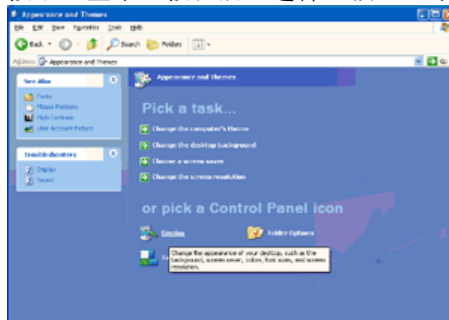 Appearance and Themes
File Edit View Favorites Tools Help
Back Search Folders
Address Appearance and Themes Go
See Also
Fonts
Mouse Pointers
High Contrast
User Account Picture
Troubleshooters
Display
Sound
Appearance and Themes
Pick a task...
Change the computer's theme
Change the desktop background
Choose a screen saver
Change the screen resolution
or pick a Control Panel icon
Display Folder Options
Change the appearance of your desktop, such as the
background, screen saver, colors, font sizes, and screen
resolution.